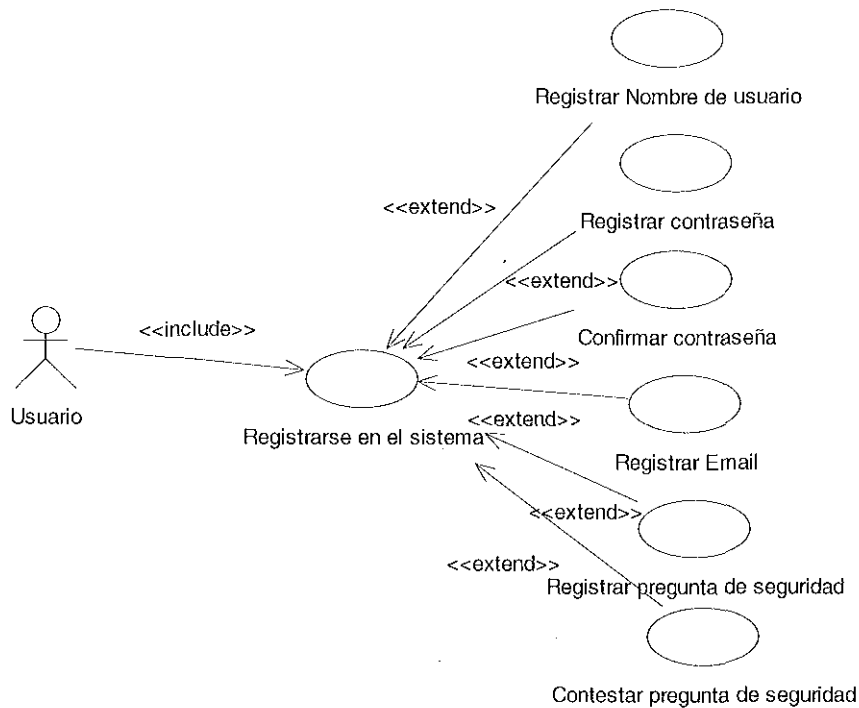 Registrar Nombre de usuario
<<extend>>
Registrar contraseña
<<extend>>
<<include>>
Confirmar contraseña
<<extend>>
Usuario
<<extend>>
Registrarse en el sistema
Registrar Email
<<extend>>
<<extend>>
Registrar pregunta de seguridad
Contestar pregunta de seguridad